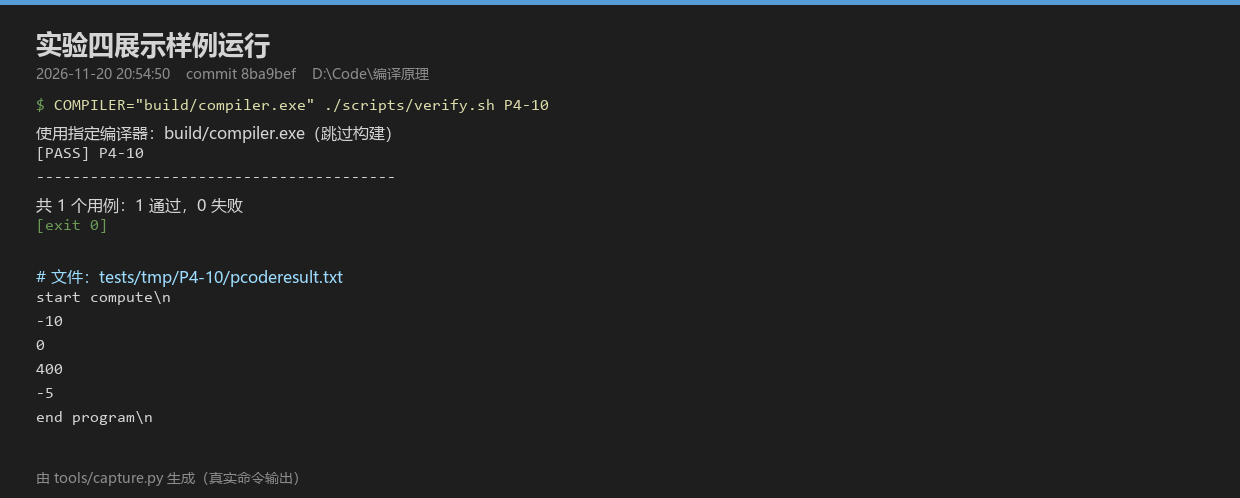 实验四展示样例运行
2026-11-20 20:54:50 commit 8ba9bef D:\Code\编译原理
$ COMPILER="build/compiler.exe" ./scripts/verify.sh P4-10
使用指定编译器：build/compiler.exe（跳过构建）
[PASS] P4-10
----------------------------------------
共 1 个用例：1 通过，0 失败
[exit 0]
# 文件：tests/tmp/P4-10/pcoderesult.txt
start compute\n
-10
0
400
-5
end program\n
由 tools/capture.py 生成（真实命令输出）